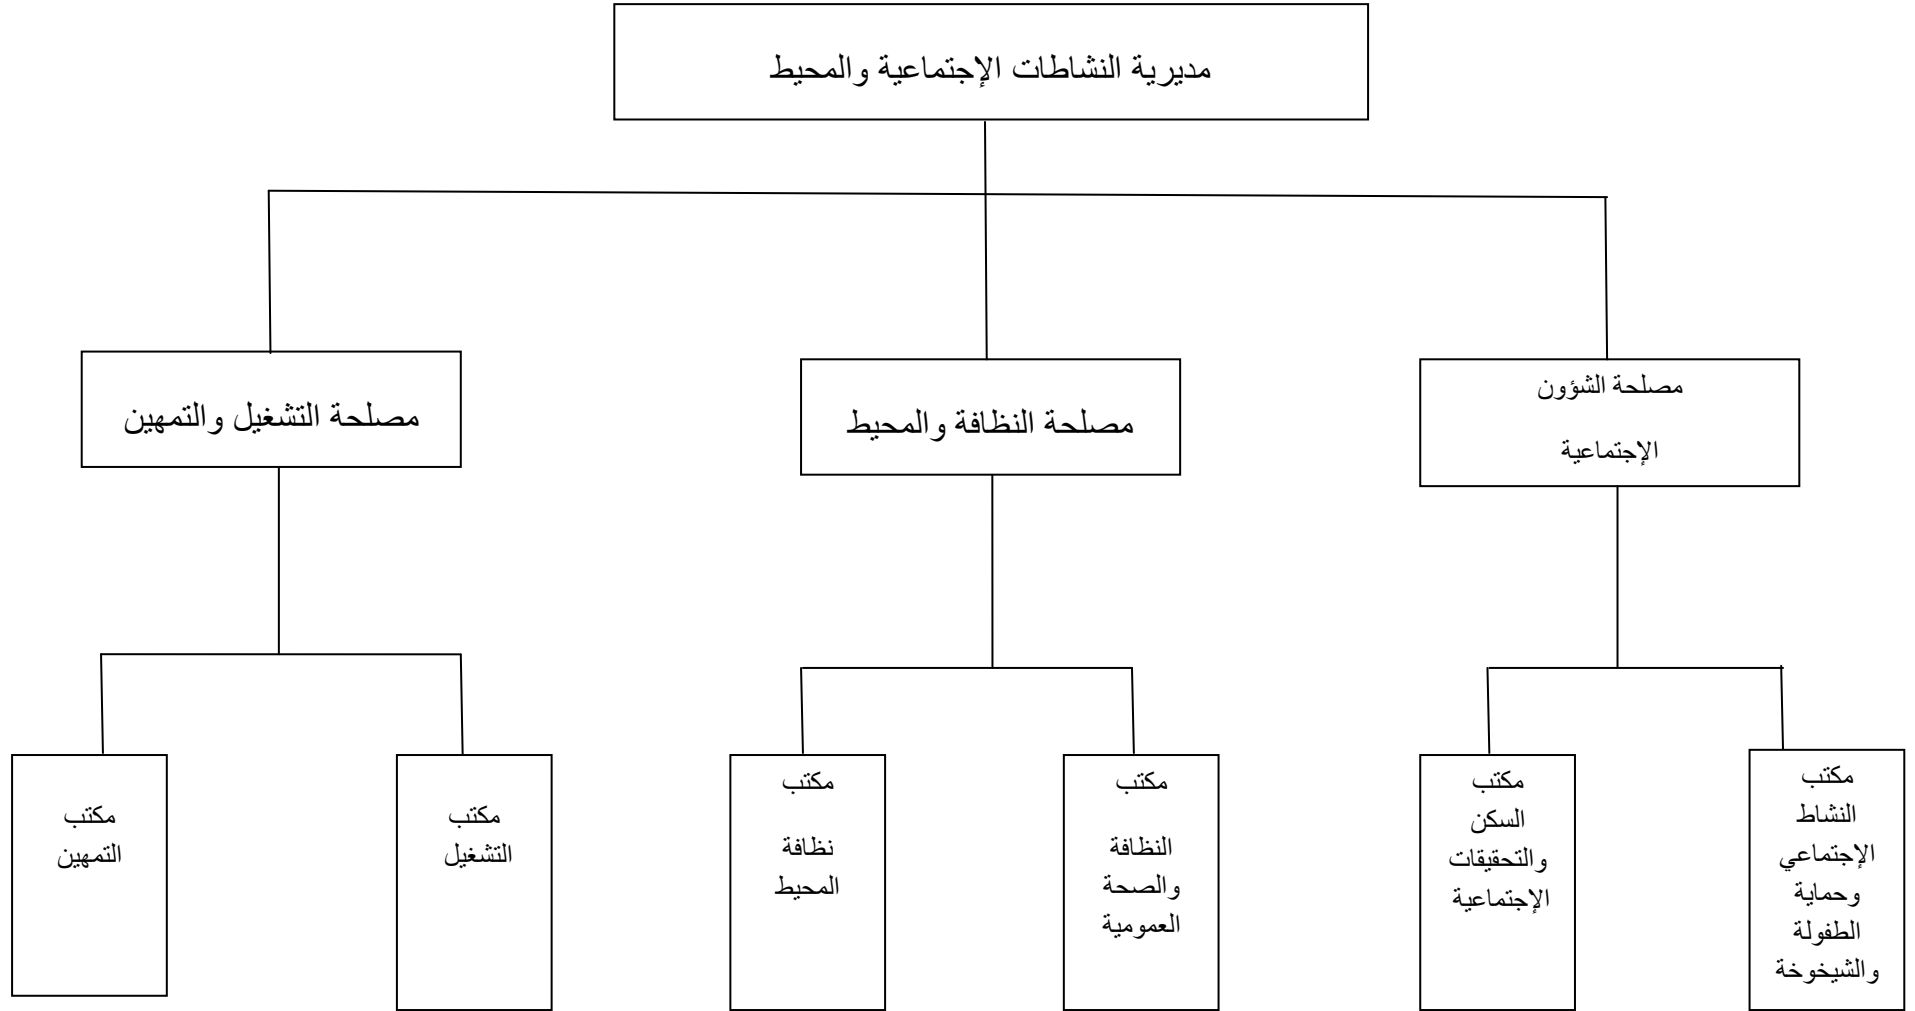 مديرية النشاطات الإجتماعية والمحيط
مصلحة الشؤون
الإجتماعية
مصلحة النظافة والمحيط
مصلحة التشغيل والتمهين
مكتب
النشاط
الإجتماعي
وحماية
الطفولة
والشيخوخة
مكتب
السكن
والتحقيقات
الإجتماعية
مكتب
النظافة
والصحة
العمومية
مكتب
نظافة
المحيط
مكتب
التشغيل
مكتب
التمهين